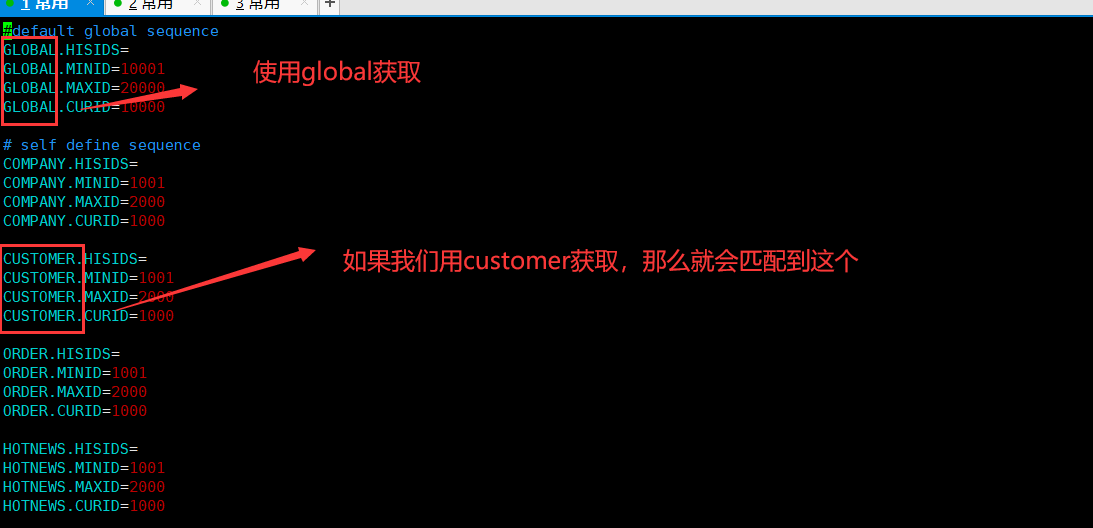 1 常用 × 2 常用 × 3 常用 × +
#default global sequence
GLOBAL.HISIDS=
GLOBAL.MINID=10001
使用global获取
GLOBAL.MAXID=20000
GLOBAL.CURID=10000
# self define sequence
COMPANY.HISIDS=
COMPANY.MINID=1001
COMPANY.MAXID=2000
COMPANY.CURID=1000
CUSTOMER.HISIDS=
如果我们用customer获取，那么就会匹配到这个
CUSTOMER.MINID=1001
CUSTOMER.MAXID=2000
CUSTOMER.CURID=1000
ORDER.HISIDS=
ORDER.MINID=1001
ORDER.MAXID=2000
ORDER.CURID=1000
HOTNEWS.HISIDS=
HOTNEWS.MINID=1001
HOTNEWS.MAXID=2000
HOTNEWS.CURID=1000